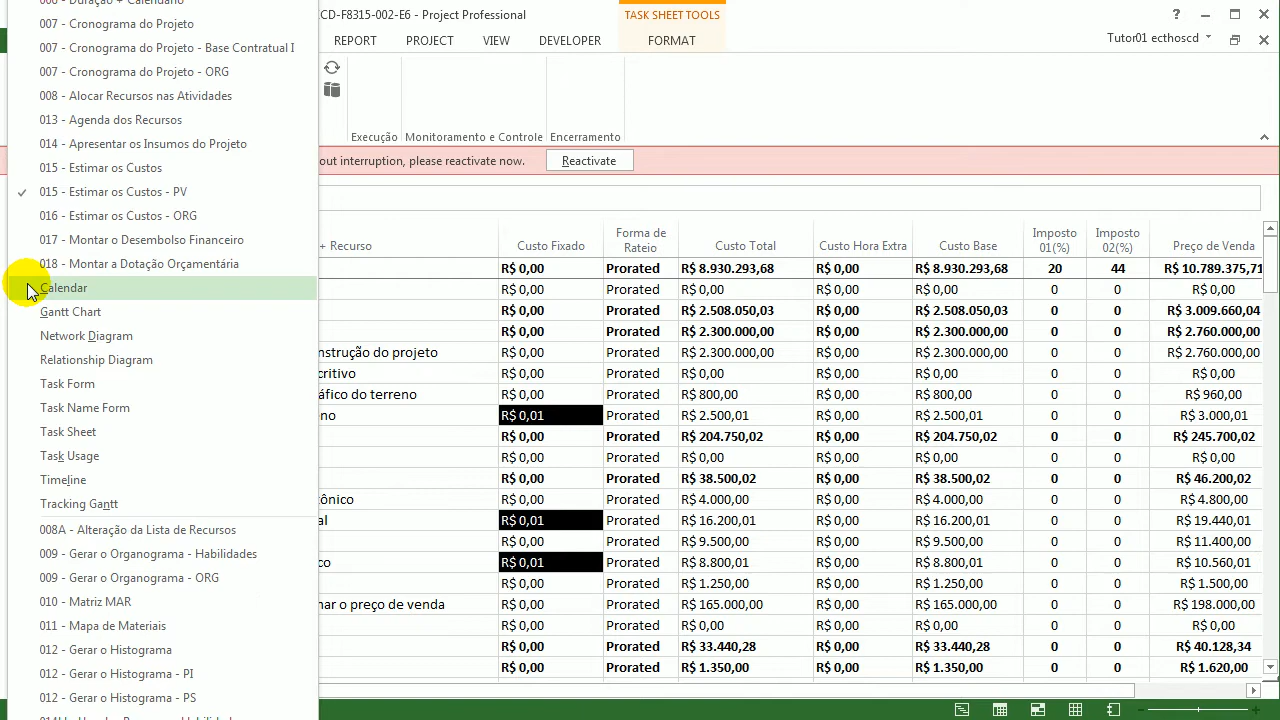 CD-F8315-002-E6 - Project Professional
TASK SHEET TOOLS
REPORT PROJECT VIEW DEVELOPER FORMAT
Tutor01 ecthoscd
Execução Monitoramento e Controle Encerramento
out interruption, please reactivate now. Reactivate
006 - Duração + Calendário
007 - Cronograma do Projeto
007 - Cronograma do Projeto - Base Contratual I
007 - Cronograma do Projeto - ORG
008 - Alocar Recursos nas Atividades
013 - Agenda dos Recursos
014 - Apresentar os Insumos do Projeto
015 - Estimar os Custos
015 - Estimar os Custos - PV
016 - Estimar os Custos - ORG
017 - Montar o Desembolso Financeiro
018 - Montar a Dotação Orçamentária
Calendar
Gantt Chart
Network Diagram
Relationship Diagram
Task Form
Task Name Form
Task Sheet
Task Usage
Timeline
Tracking Gantt
008A - Alteração da Lista de Recursos
009 - Gerar o Organograma - Habilidades
009 - Gerar o Organograma - ORG
010 - Matriz MAR
011 - Mapa de Materiais
012 - Gerar o Histograma
012 - Gerar o Histograma - PI
012 - Gerar o Histograma - PS
+ Recurso Custo Fixado Forma de Rateio Custo Total Custo Hora Extra Custo Base Imposto 01(%) Imposto 02(%) Preço de Venda
R$ 0,00 Prorated R$ 8.930.293,68 R$ 0,00 R$ 8.930.293,68 20 44 R$ 10.789.375,71
R$ 0,00 Prorated R$ 0,00 R$ 0,00 R$ 0,00 0 0 R$ 0,00
R$ 0,00 Prorated R$ 2.508.050,03 R$ 0,00 R$ 2.508.050,03 0 0 R$ 3.009.660,04
R$ 0,00 Prorated R$ 2.300.000,00 R$ 0,00 R$ 2.300.000,00 0 0 R$ 2.760.000,00
nstrução do projeto R$ 0,00 Prorated R$ 2.300.000,00 R$ 0,00 R$ 2.300.000,00 0 0 R$ 2.760.000,00
critivo R$ 0,00 Prorated R$ 0,00 R$ 0,00 R$ 0,00 0 0 R$ 0,00
áfico do terreno R$ 0,00 Prorated R$ 800,00 R$ 0,00 R$ 800,00 0 0 R$ 960,00
no R$ 0,01 Prorated R$ 2.500,01 R$ 0,00 R$ 2.500,01 0 0 R$ 3.000,01
R$ 0,00 Prorated R$ 204.750,02 R$ 0,00 R$ 204.750,02 0 0 R$ 245.700,02
R$ 0,00 Prorated R$ 0,00 R$ 0,00 R$ 0,00 0 0 R$ 0,00
R$ 0,00 Prorated R$ 38.500,02 R$ 0,00 R$ 38.500,02 0 0 R$ 46.200,02
tônico R$ 0,00 Prorated R$ 4.000,00 R$ 0,00 R$ 4.000,00 0 0 R$ 4.800,00
al R$ 0,01 Prorated R$ 16.200,01 R$ 0,00 R$ 16.200,01 0 0 R$ 19.440,01
R$ 0,00 Prorated R$ 9.500,00 R$ 0,00 R$ 9.500,00 0 0 R$ 11.400,00
co R$ 0,01 Prorated R$ 8.800,01 R$ 0,00 R$ 8.800,01 0 0 R$ 10.560,01
R$ 0,00 Prorated R$ 1.250,00 R$ 0,00 R$ 1.250,00 0 0 R$ 1.500,00
nar o preço de venda R$ 0,00 Prorated R$ 165.000,00 R$ 0,00 R$ 165.000,00 0 0 R$ 198.000,00
R$ 0,00 Prorated R$ 0,00 R$ 0,00 R$ 0,00 0 0 R$ 0,00
R$ 0,00 Prorated R$ 33.440,28 R$ 0,00 R$ 33.440,28 0 0 R$ 40.128,34
R$ 0,00 Prorated R$ 1.350,00 R$ 0,00 R$ 1.350,00 0 0 R$ 1.620,00